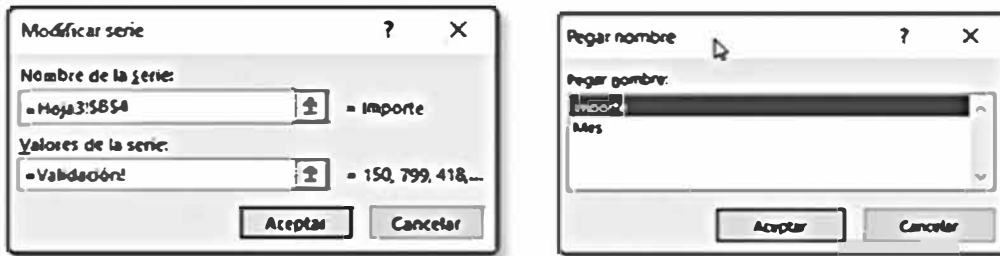 Modificar serie ? ×
Nombre de la serie:
=Hoja3!$B$4 = Importe
Valores de la serie:
=Validación! = 150, 799, 418,...
Aceptar Cancelar
Pegar nombre ? ×
Pegar nombre:
Importe
Mes
Aceptar Cancelar